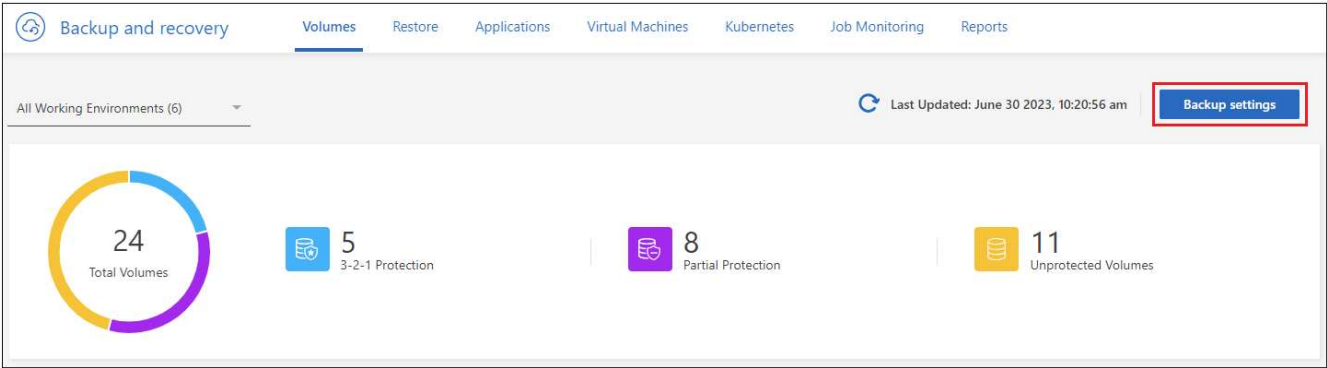 Backup and recovery
Volumes
Restore
Applications
Virtual Machines
Kubernetes
Job Monitoring
Reports
All Working Environments (6)
Last Updated: June 30 2023, 10:20:56 am
Backup settings
24
Total Volumes
5
3-2-1 Protection
8
Partial Protection
11
Unprotected Volumes